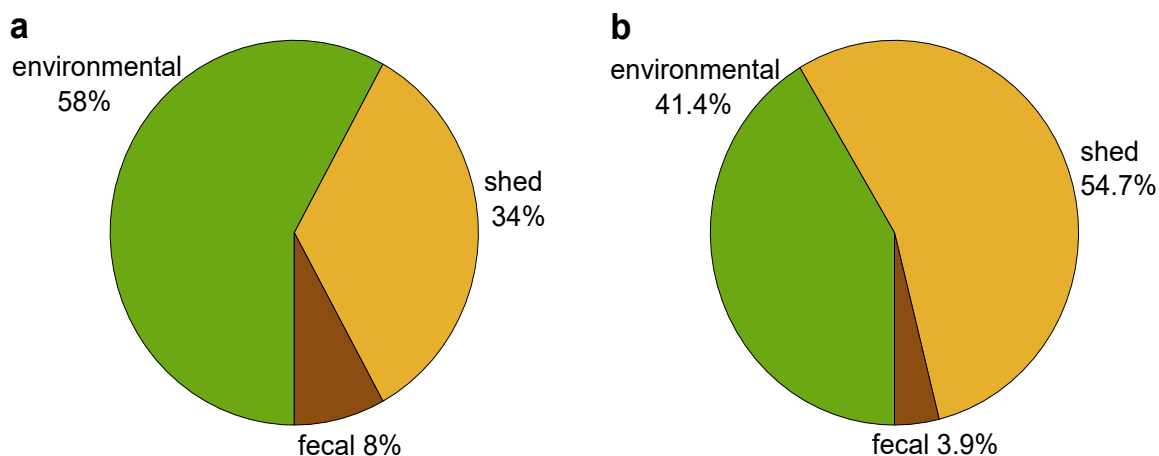 a
environmental
58%
shed
34%
fecal 8%
b
environmental
41.4%
shed
54.7%
fecal 3.9%